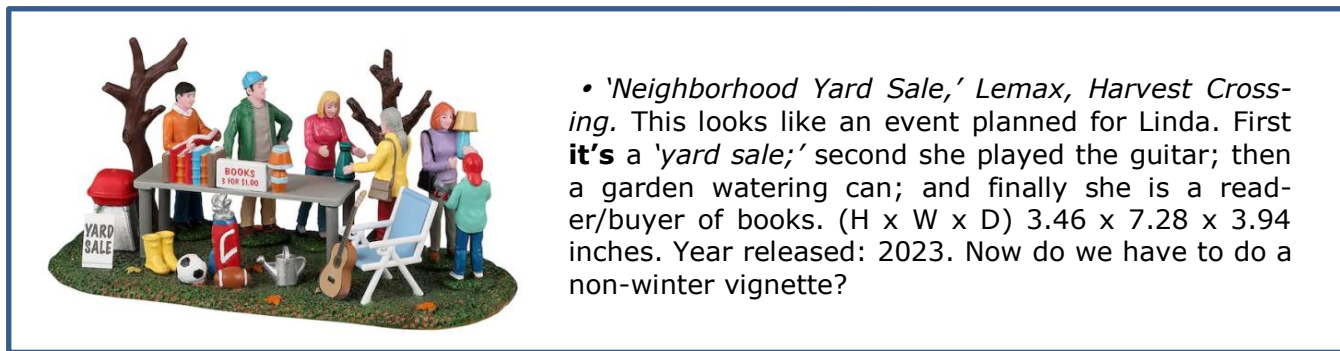 BOOKS
3 FOR $1.00
YARD
SALE
• ‘Neighborhood Yard Sale,’ Lemax, Harvest Cross-
ing. This looks like an event planned for Linda. First
it’s a ‘yard sale;’ second she played the guitar; then
a garden watering can; and finally she is a read-
er/buyer of books. (H x W x D) 3.46 x 7.28 x 3.94
inches. Year released: 2023. Now do we have to do a
non-winter vignette?